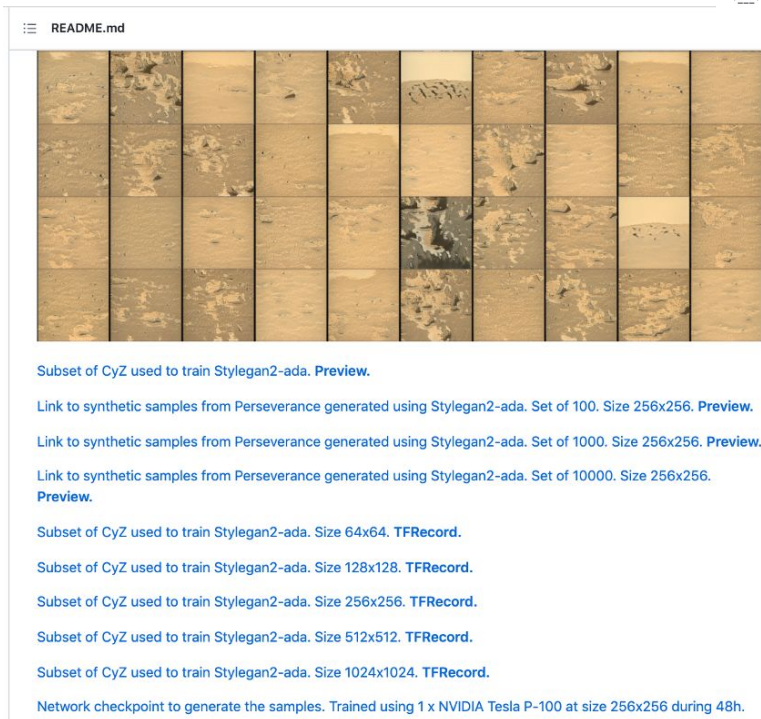 README.md
Subset of CyZ used to train Stylegan2-ada. Preview.
Link to synthetic samples from Perseverance generated using Stylegan2-ada. Set of 100. Size 256x256. Preview.
Link to synthetic samples from Perseverance generated using Stylegan2-ada. Set of 1000. Size 256x256. Preview.
Link to synthetic samples from Perseverance generated using Stylegan2-ada. Set of 10000. Size 256x256.
Preview.
Subset of CyZ used to train Stylegan2-ada. Size 64x64. TFRecord.
Subset of CyZ used to train Stylegan2-ada. Size 128x128. TFRecord.
Subset of CyZ used to train Stylegan2-ada. Size 256x256. TFRecord.
Subset of CyZ used to train Stylegan2-ada. Size 512x512. TFRecord.
Subset of CyZ used to train Stylegan2-ada. Size 1024x1024. TFRecord.
Network checkpoint to generate the samples. Trained using 1 x NVIDIA Tesla P-100 at size 256x256 during 48h.